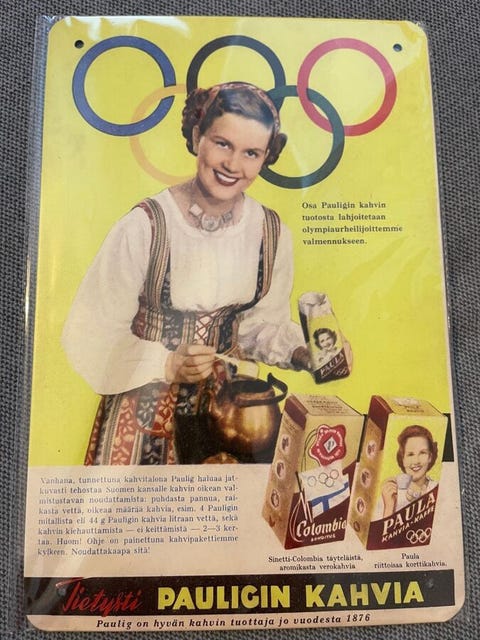 Osa Pauligin kahvin
tuotosta lahjoitetaan
olympiaurheilijoittemme
valmennukseen.
PAULA
Colombia
PAULA
KAHVIA-KAFFE
Vanhana, tunnettuna kahvitalona Paulig haluaa jat-
kuvasti tehostaa Suomen kansalle kahvin oikean val-
mistustavan noudattamista: puhdasta pannua, rai-
kasta vettä, oikeaa määrää kahvia, esim. 4 Pauligin
mitallista eli 44 g Pauligin kahvia litraan vettä, sekä
kahvin kiehauttamista — ei keittämistä — 2—3 ker-
taa. Huom! Ohje on painettuna kahvipakettiemme
kylkeen. Noudattakaapa sitä!
Sinetti-Colombia täyteläistä,
aromikasta verokahvia
Paula
riittoisaa korttikahvia.
Tietysti PAULIGIN KAHVIA
Paulig on hyvän kahvin tuottaja jo vuodesta 1876